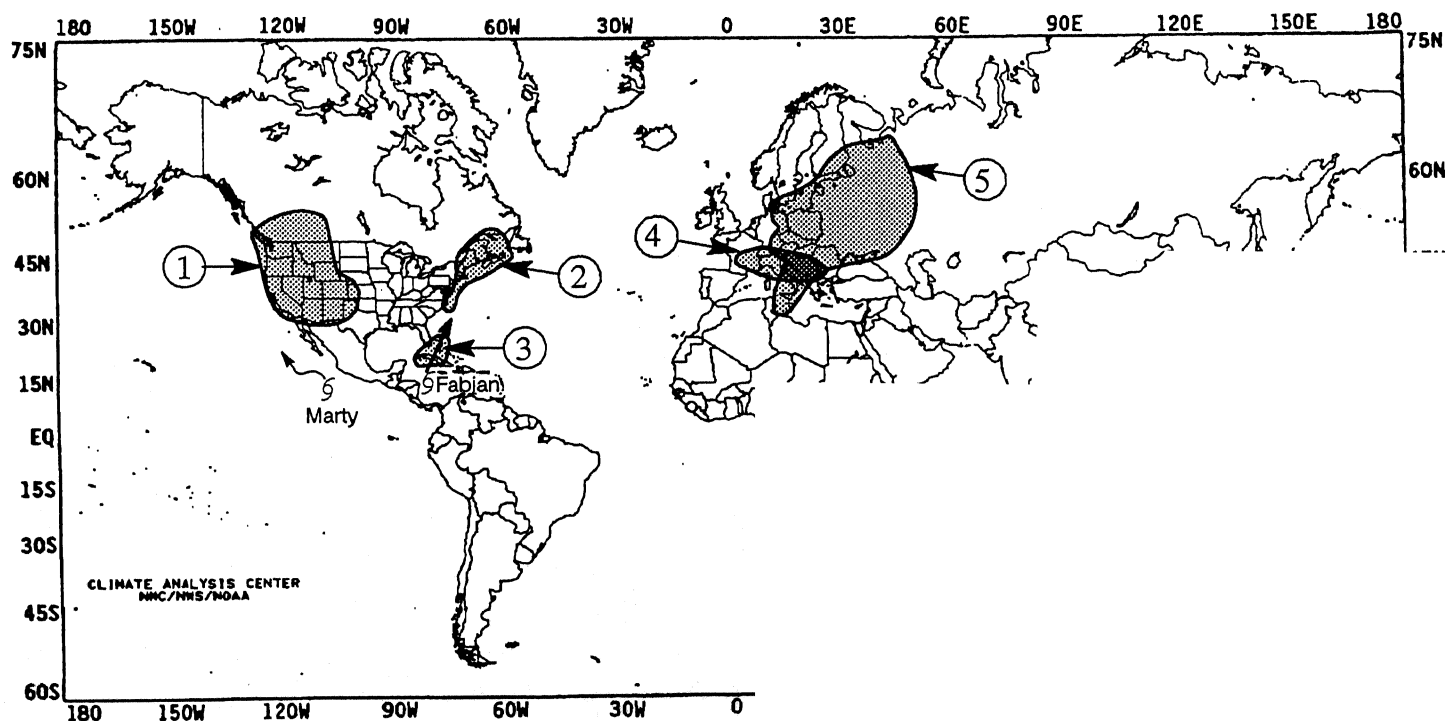 180 150W 120W 90W 60W 30W 0 30E 60E 90E 120E 150E 180
75N 75N
60N 60N
5
4
45N
1
2
30N
3
15N
Fabian
Marty
EQ
15S
30S
CLIMATE ANALYSIS CENTER
NMC/NWS/NOAA
45S
60S
180 150W 120W 90W 60W 30W 0